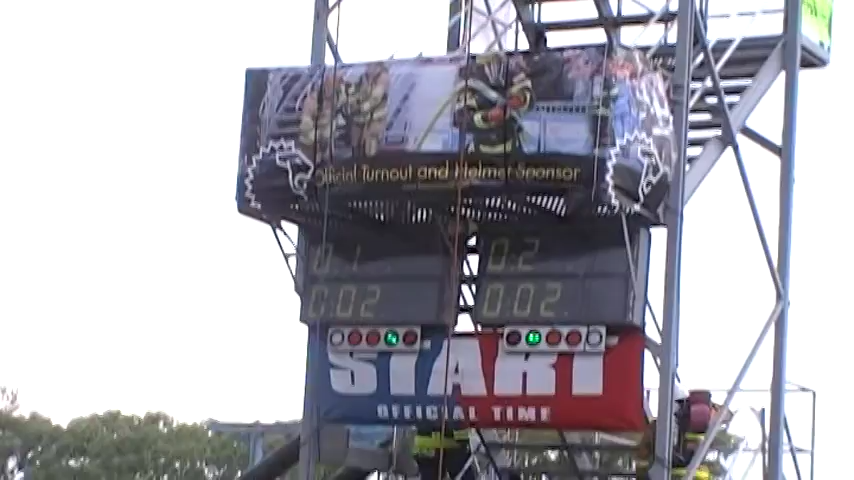 Official Turnout and Helmet Sponsor
0:1 0:2
0:02 0:02
START
OFFICIAL TIME